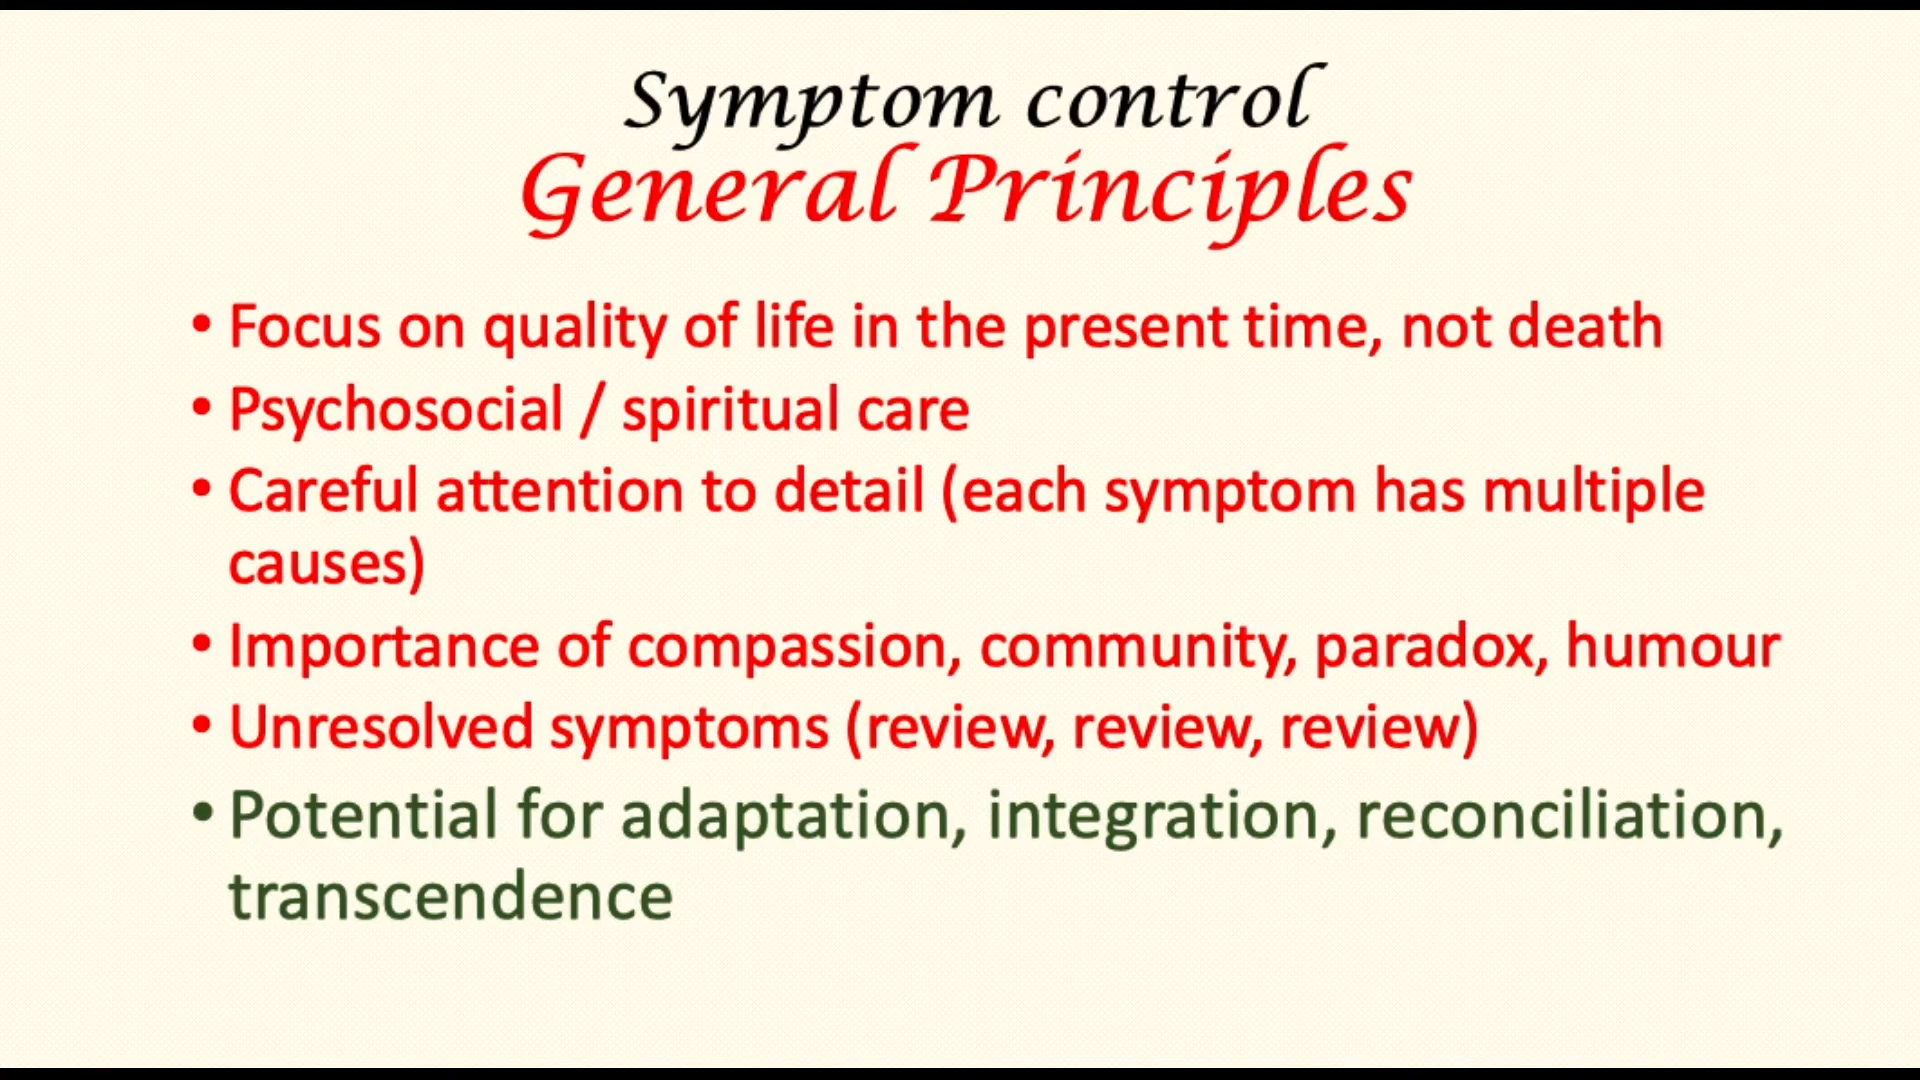 Symptom control
General Principles
• Focus on quality of life in the present time, not death
• Psychosocial / spiritual care
• Careful attention to detail (each symptom has multiple
causes)
• Importance of compassion, community, paradox, humour
• Unresolved symptoms (review, review, review)
• Potential for adaptation, integration, reconciliation,
transcendence